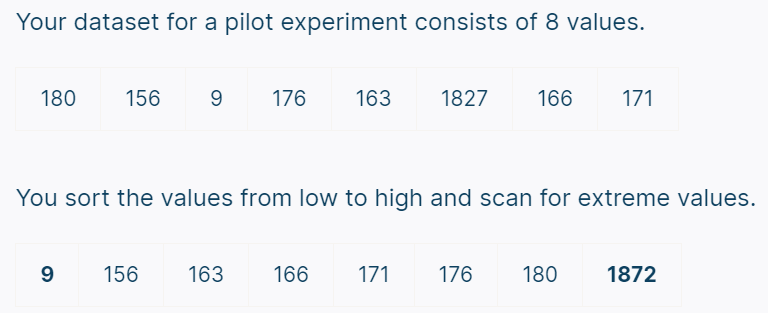 Your dataset for a pilot experiment consists of 8 values.
180 156 9 176 163 1827 166 171
You sort the values from low to high and scan for extreme values.
9 156 163 166 171 176 180 1872